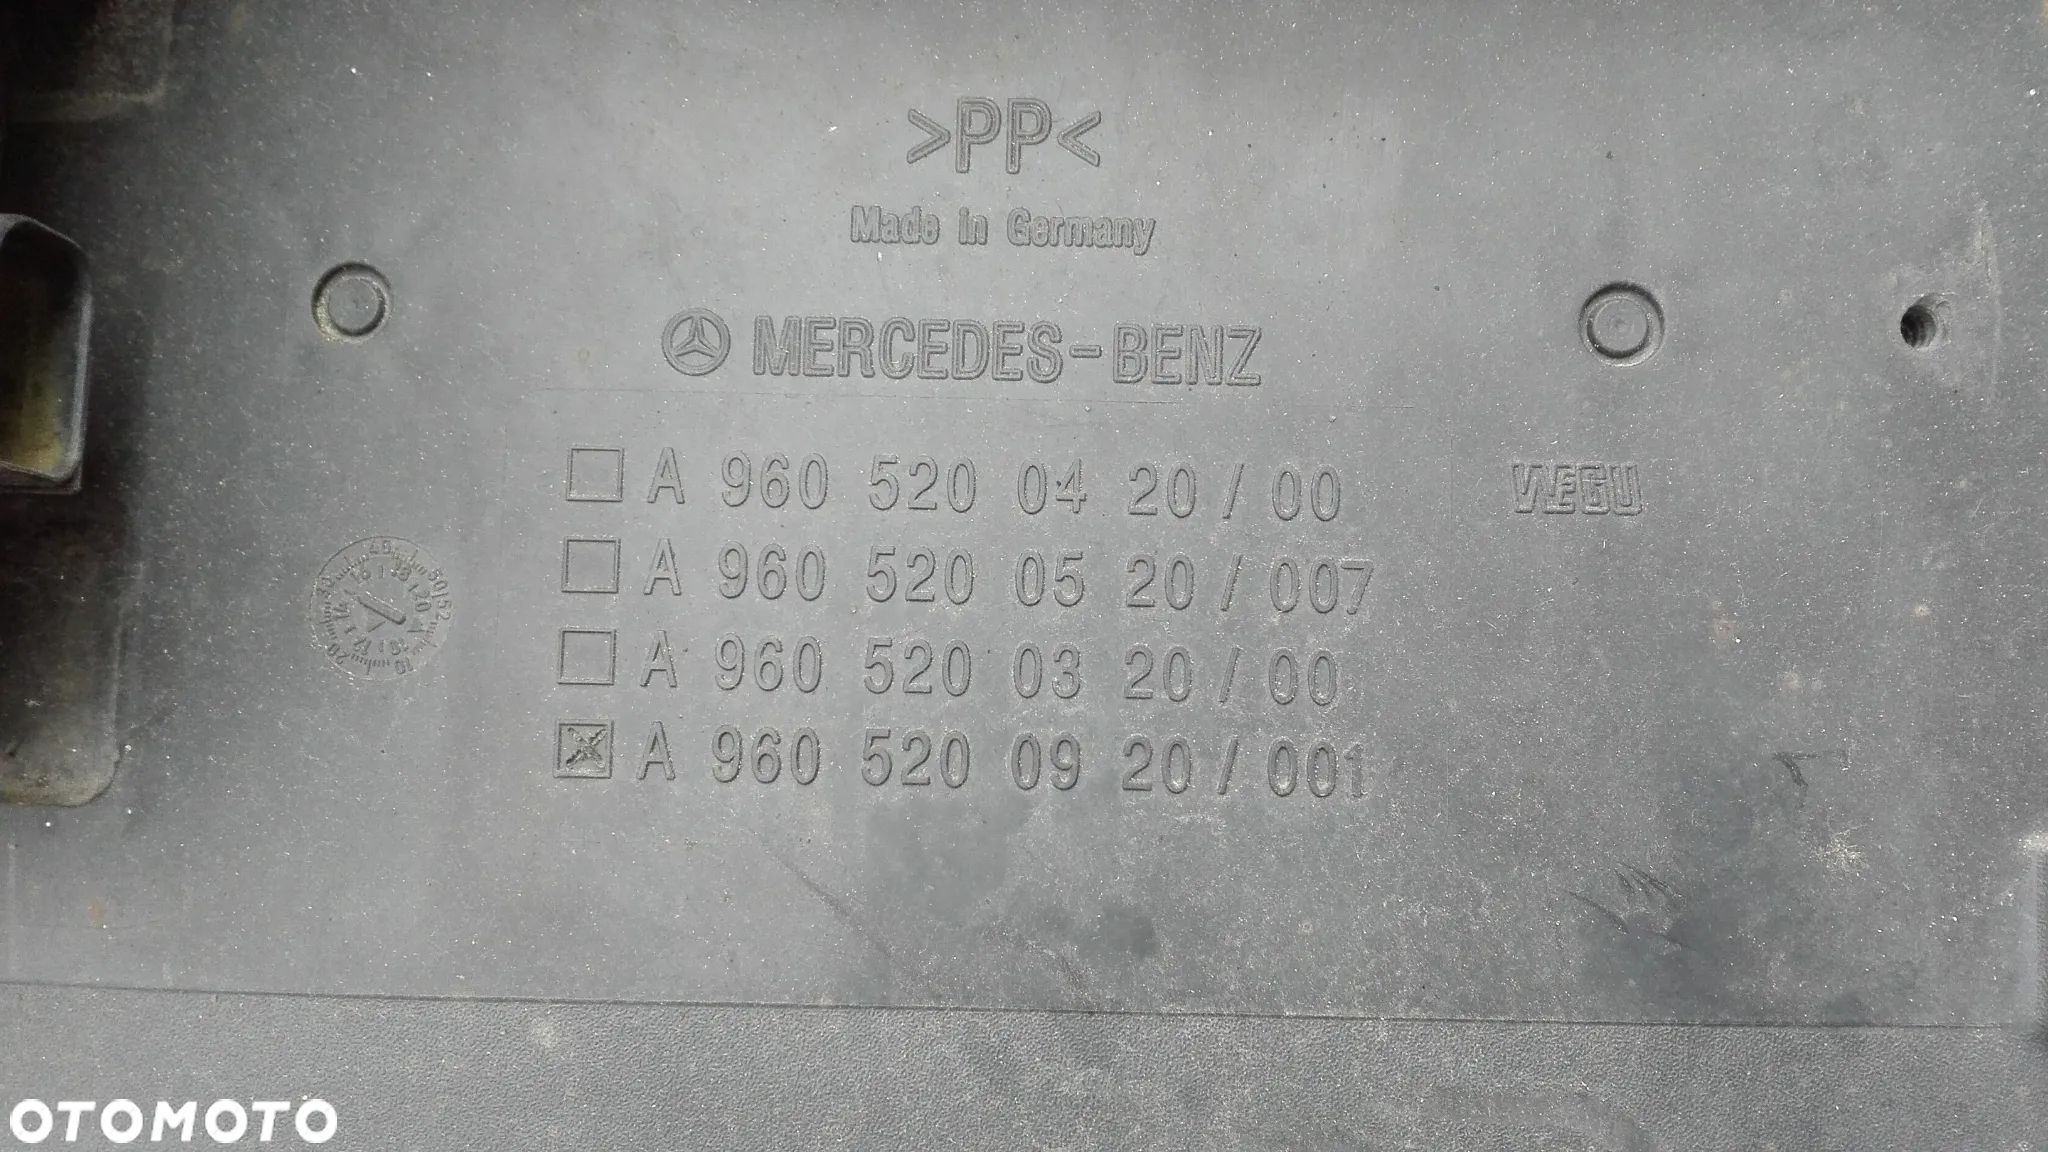 >PP<
Made in Germany
MERCEDES-BENZ
A 960 520 04 20 / 00
WEGU
A 960 520 05 20 / 007
A 960 520 03 20 / 00
A 960 520 09 20 / 001
OTOMOTO